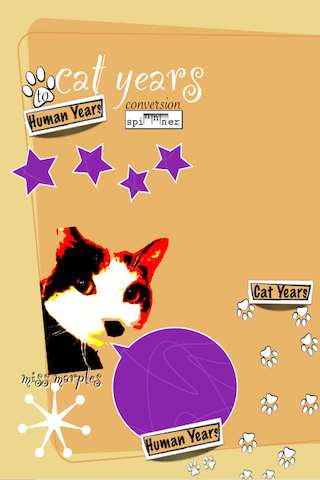 cat years
to
Human Years
conversion
spinner
Cat Years
miss marples
Human Years